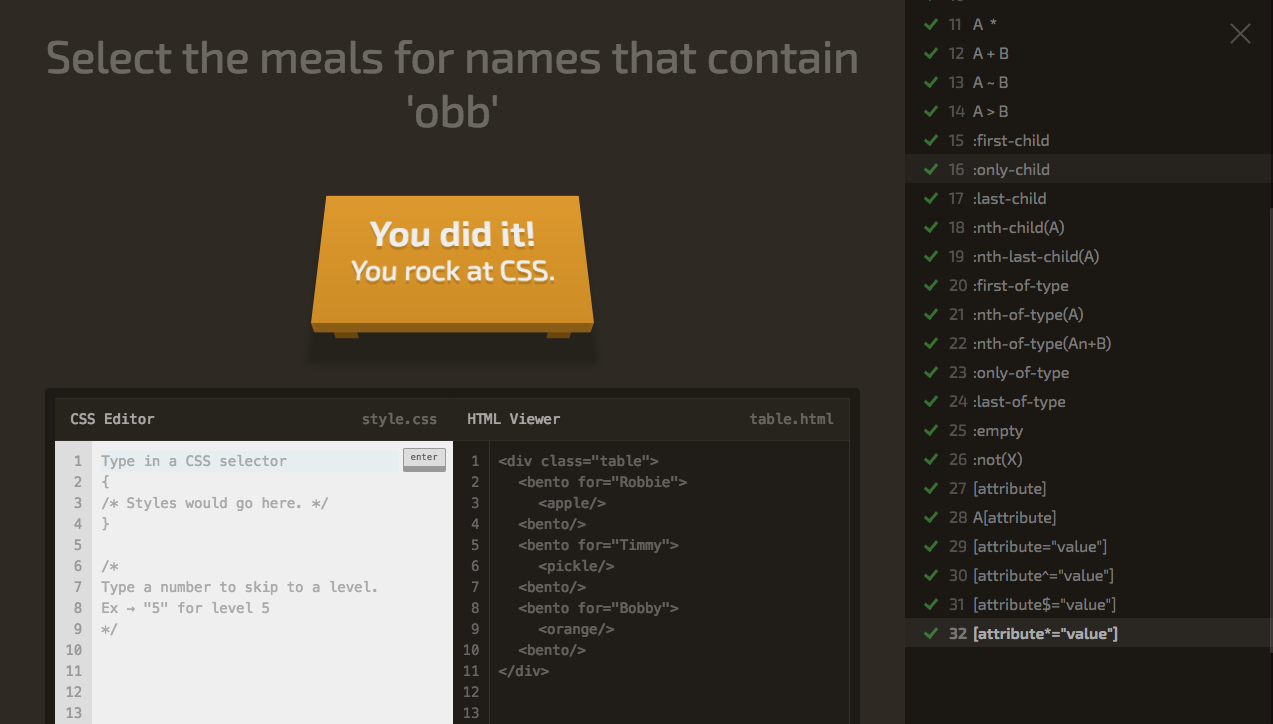 Select the meals for names that contain
'obb'
You did it!
You rock at CSS.
CSS Editor style.css
1 Type in a CSS selector enter
2 {
3 /* Styles would go here. */
4 }
5
6 /*
7 Type a number to skip to a level.
8 Ex → "5" for level 5
9 */
10
11
12
13
HTML Viewer table.html
1 <div class="table">
2 <bento for="Robbie">
3 <apple/>
4 <bento/>
5 <bento for="Timmy">
6 <pickle/>
7 <bento/>
8 <bento for="Bobby">
9 <orange/>
10 <bento/>
11 </div>
12
13
11 A *
12 A + B
13 A ~ B
14 A > B
15 :first-child
16 :only-child
17 :last-child
18 :nth-child(A)
19 :nth-last-child(A)
20 :first-of-type
21 :nth-of-type(A)
22 :nth-of-type(An+B)
23 :only-of-type
24 :last-of-type
25 :empty
26 :not(X)
27 [attribute]
28 A[attribute]
29 [attribute="value"]
30 [attribute^="value"]
31 [attribute$="value"]
32 [attribute*="value"]